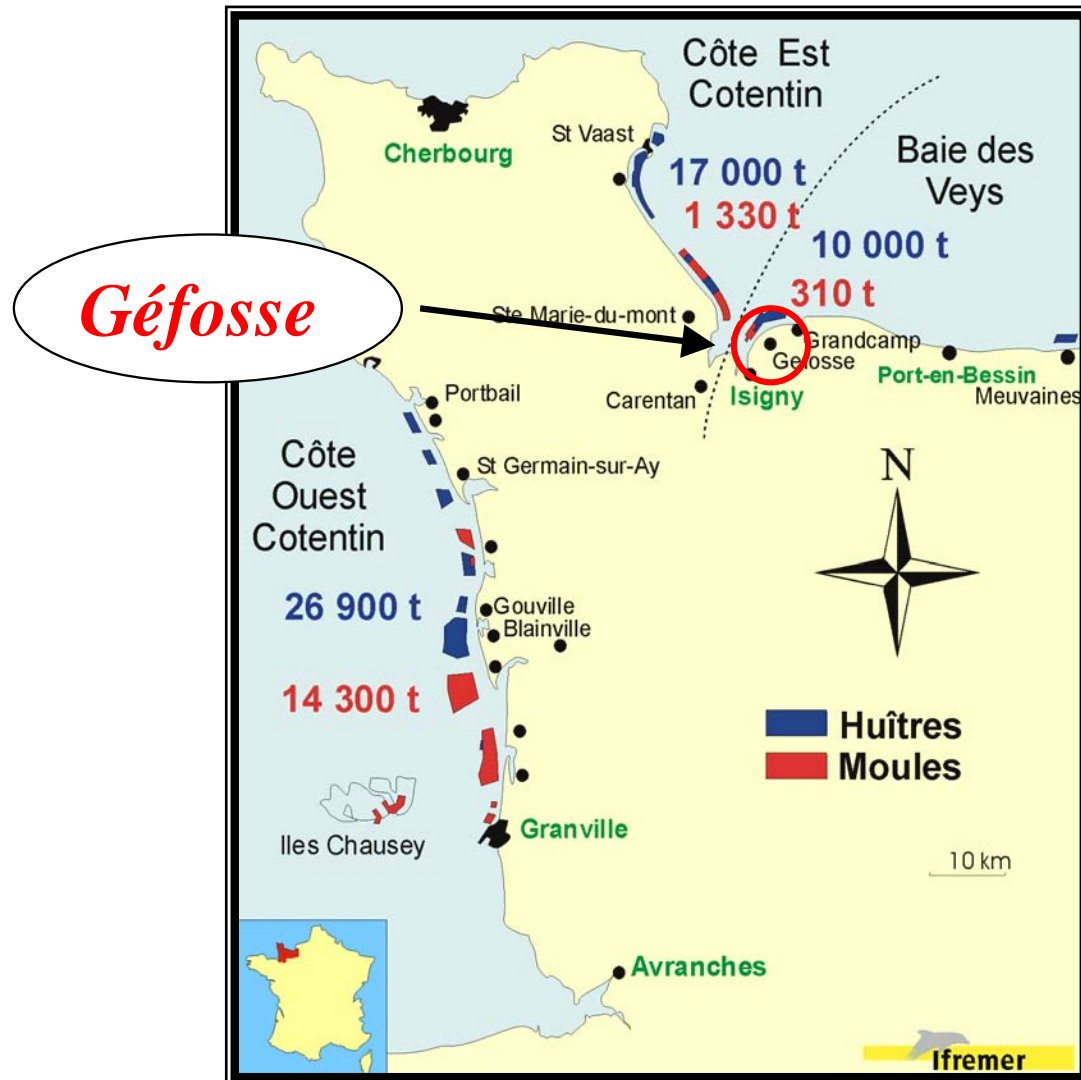 Côte Est
Cotentin
St Vaast
Cherbourg
17 000 t
1 330 t
Baie des
Veys
10 000 t
310 t
Géfosse
Ste Marie-du-mont
Grandcamp
Gefosse
Port-en-Bessin
Isigny
Carentan
Meuvaines
Portbail
Côte
Ouest
Cotentin
St Germain-sur-Ay
N
26 900 t
Gouville
Blainville
14 300 t
Huîtres
Moules
Iles Chausey
Granville
10 km
Avranches
Ifremer